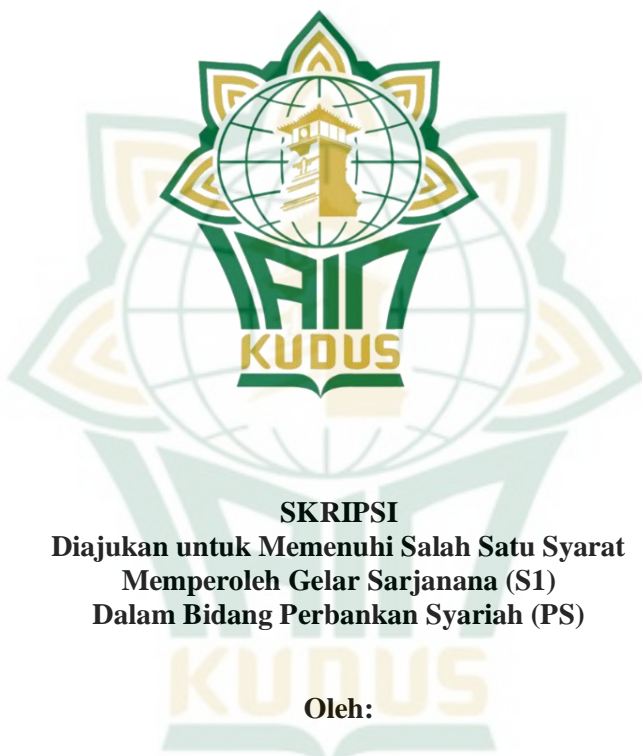 IAIN
KUDUS
SKRIPSI
Diajukan untuk Memenuhi Salah Satu Syarat
Memperoleh Gelar Sarjanana (S1)
Dalam Bidang Perbankan Syariah (PS)
KUDUS
Oleh: